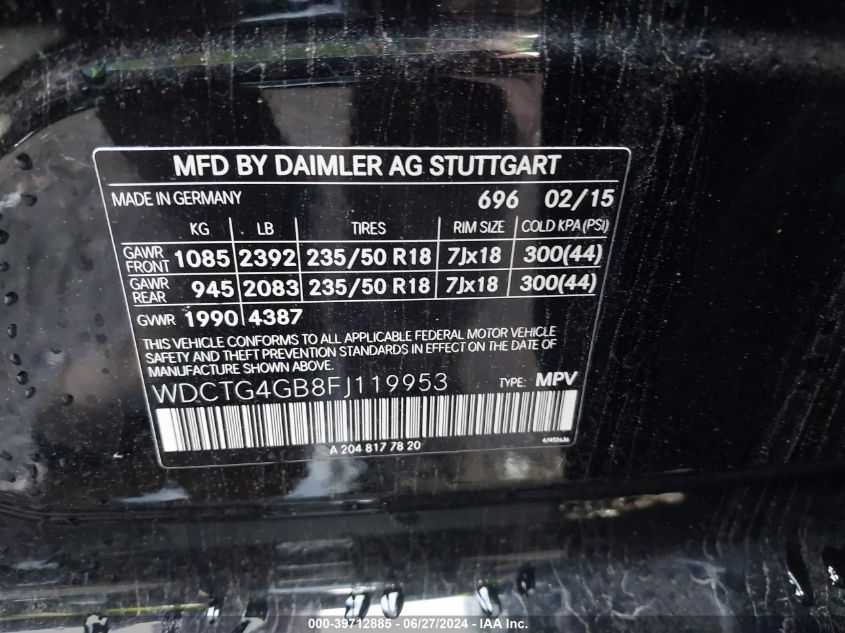 MFD BY DAIMLER AG STUTTGART
MADE IN GERMANY 696 02/15
KG LB TIRES RIM SIZE COLD KPA (PSI)
GAWR FRONT 1085 2392 235/50 R18 7Jx18 300(44)
GAWR REAR 945 2083 235/50 R18 7Jx18 300(44)
GVWR 1990 4387
THIS VEHICLE CONFORMS TO ALL APPLICABLE FEDERAL MOTOR VEHICLE
SAFETY AND THEFT PREVENTION STANDARDS IN EFFECT ON THE DATE OF
MANUFACTURE SHOWN ABOVE.
WDCTG4GB8FJ119953 TYPE: MPV
A 204 817 78 20
000-39712885 - 06/27/2024 - IAAI.COM